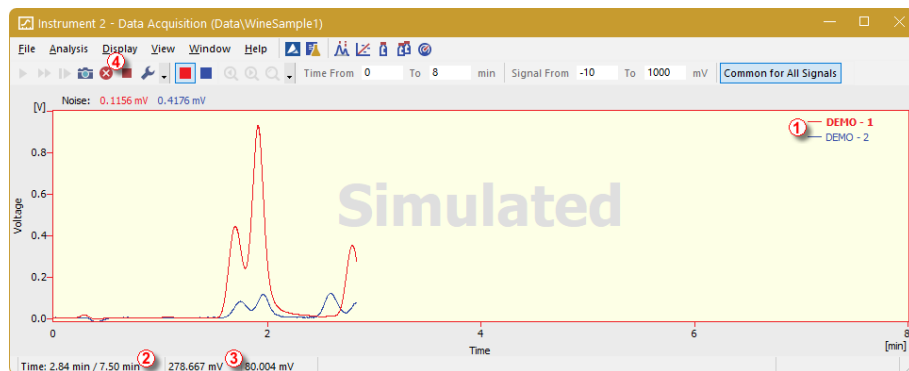 Instrument 2 - Data Acquisition (Data\WineSample1)
File Analysis Display View Window Help
4
Time From 0 To 8 min Signal From -10 To 1000 mV Common for All Signals
[V] Noise: 0.1156 mV 0.4176 mV
1
DEMO - 1
DEMO - 2
Simulated
Voltage
0.8
0.6
0.4
0.2
0.0
0 2 4 6 8
Time [min]
Time: 2.84 min / 7.50 min 2 278.667 mV 3 80.004 mV